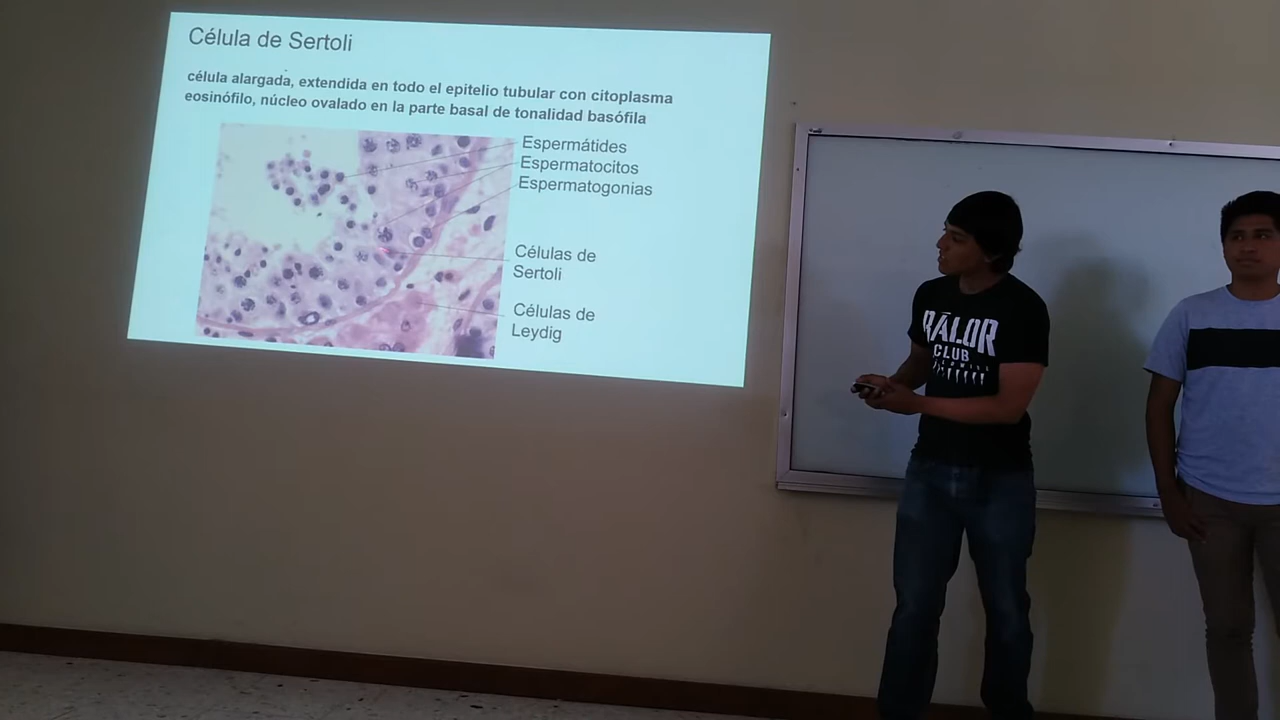 Célula de Sertoli
célula alargada, extendida en todo el epitelio tubular con citoplasma
eosinófilo, núcleo ovalado en la parte basal de tonalidad basófila
Espermátides
Espermatocitos
Espermatogonias
Células de
Sertoli
Células de
Leydig
BÁLOR
CLUB